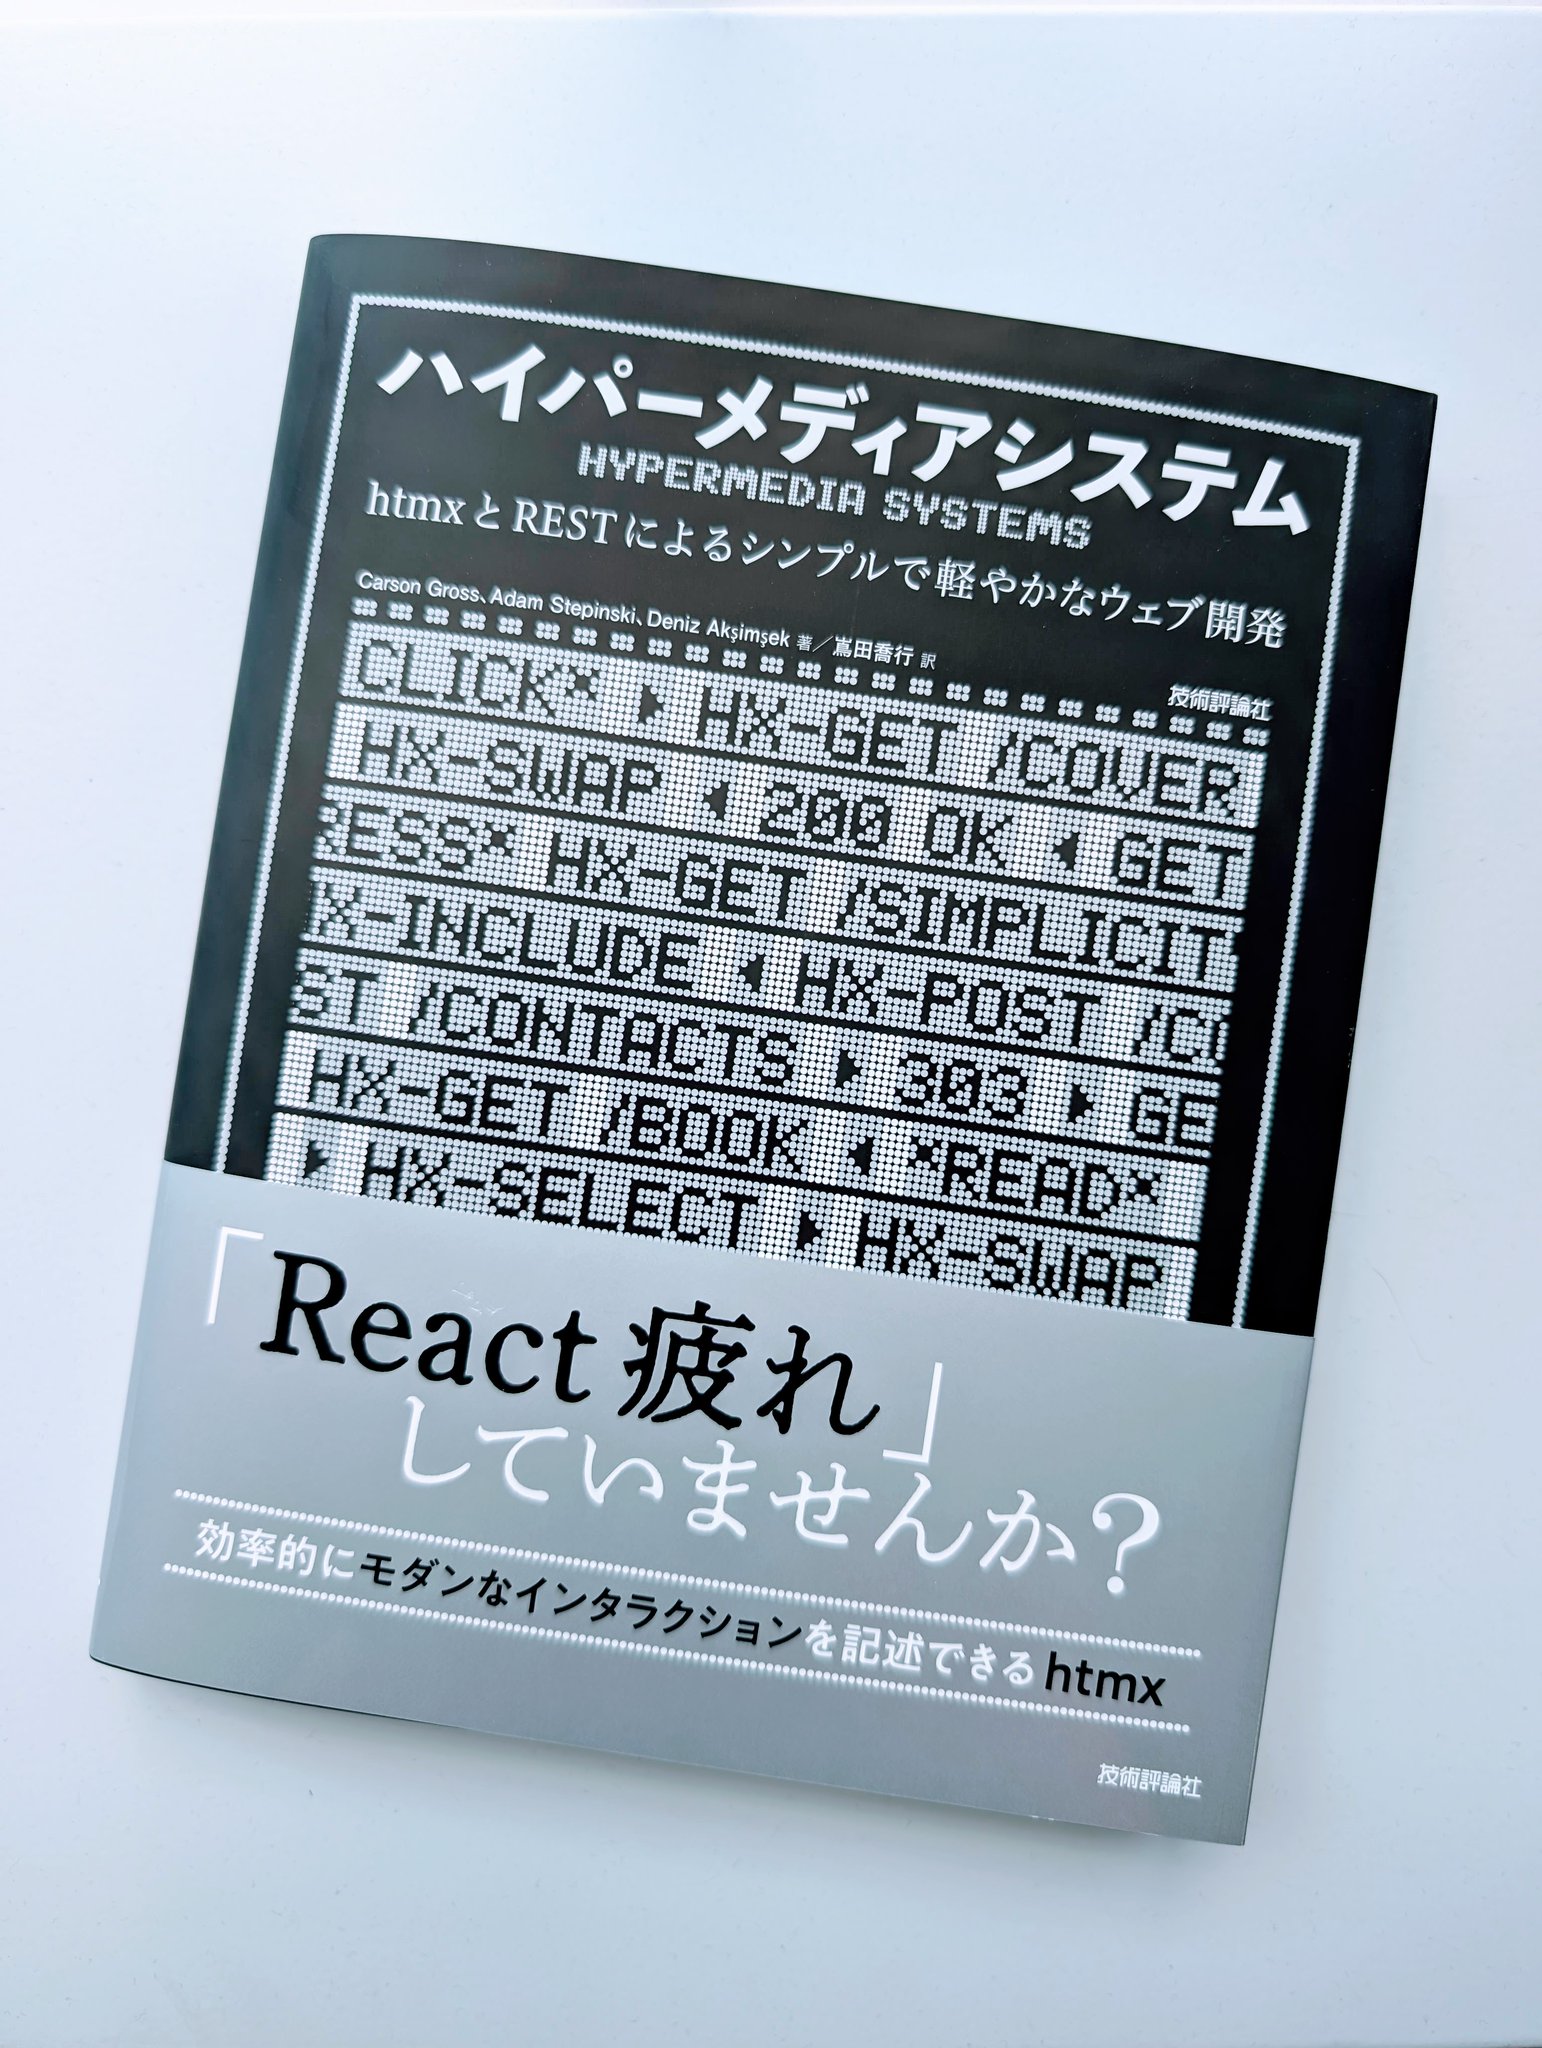 ハイパーメディアシステム
HYPERMEDIA SYSTEMS
htmxとRESTによるシンプルで軽やかなウェブ開発
Carson Gross、Adam Stepinski、Deniz Akşimşek 著／嶌田喬行 訳
技術評論社
CLICK* ▶ HX-GET /COVER
HX-SWAP ◀ 200 OK ◀ GET
RESS* HX-GET /SIMPLICIT
X-INCLUDE ◀ HX-POST /CI
ST /CONTACTS ▶ 303 ▶ GE
HX-GET /BOOK ◀ *READ*
▶ HX-SELECT ▶ HX-SWAP
「React疲れ」
していませんか？
効率的にモダンなインタラクションを記述できるhtmx
技術評論社